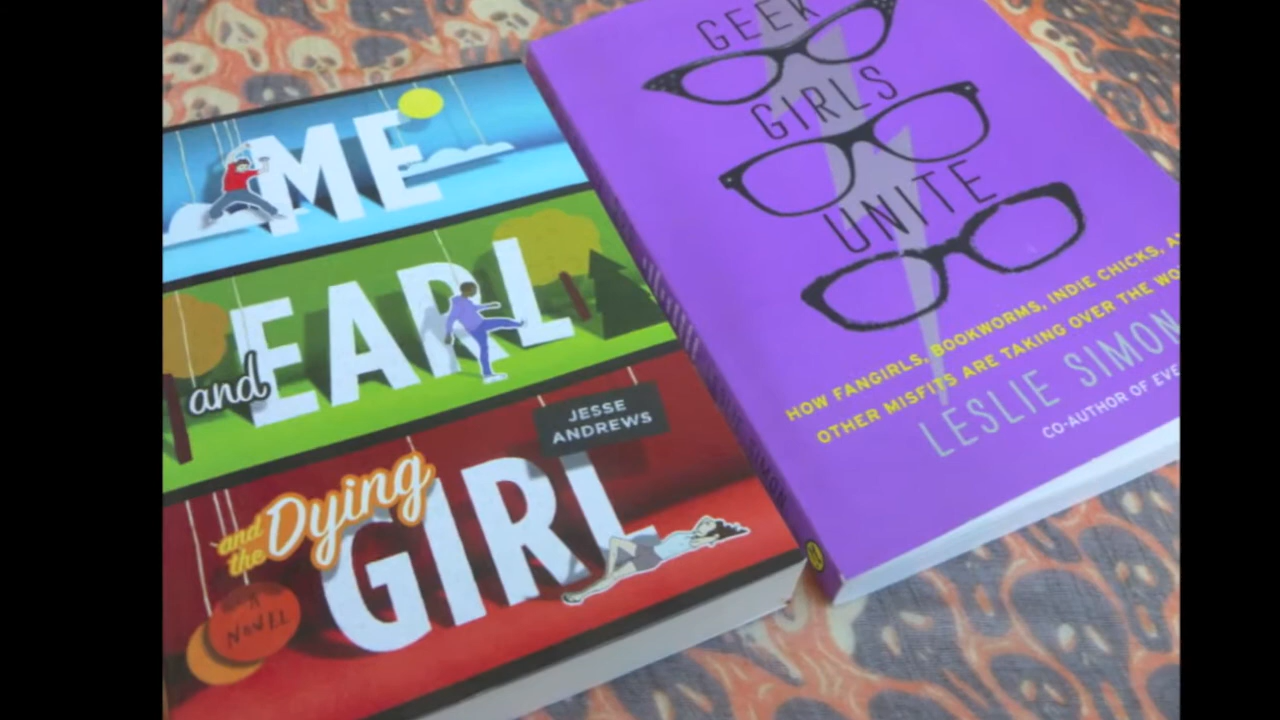 ME
and EARL
and the Dying
GIRL
JESSE
ANDREWS
A
NOVEL
GEEK
GIRLS
UNITE
HOW FANGIRLS, BOOKWORMS, INDIE CHICKS, A
OTHER MISFITS ARE TAKING OVER THE WO
LESLIE SIMON
CO-AUTHOR OF EVE